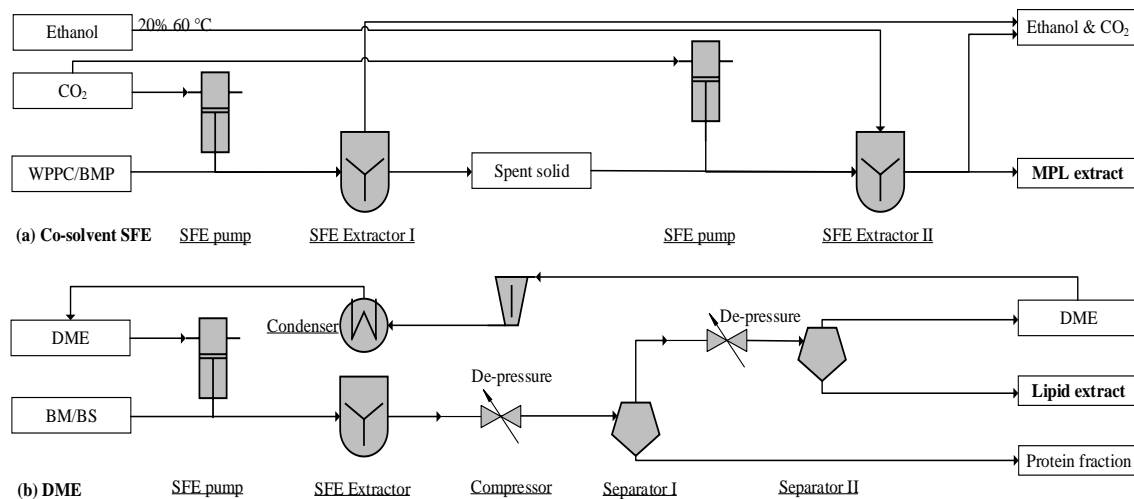 Ethanol
20% 60 °C
Ethanol & CO₂
CO₂
WPPC/BMP
Spent solid
MPL extract
(a) Co-solvent SFE
SFE pump
SFE Extractor I
SFE pump
SFE Extractor II
DME
Condenser
De-pressure
DME
De-pressure
Lipid extract
BM/BS
Protein fraction
(b) DME
SFE pump
SFE Extractor
Compressor
Separator I
Separator II